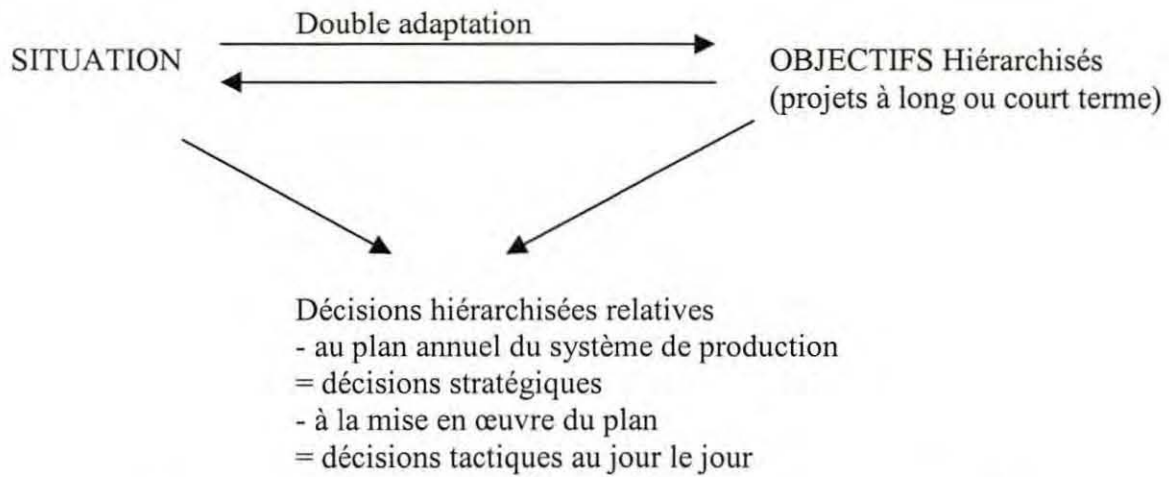 Double adaptation
SITUATION
OBJECTIFS Hiérarchisés
(projets à long ou court terme)
Décisions hiérarchisées relatives
- au plan annuel du système de production
= décisions stratégiques
- à la mise en œuvre du plan
= décisions tactiques au jour le jour